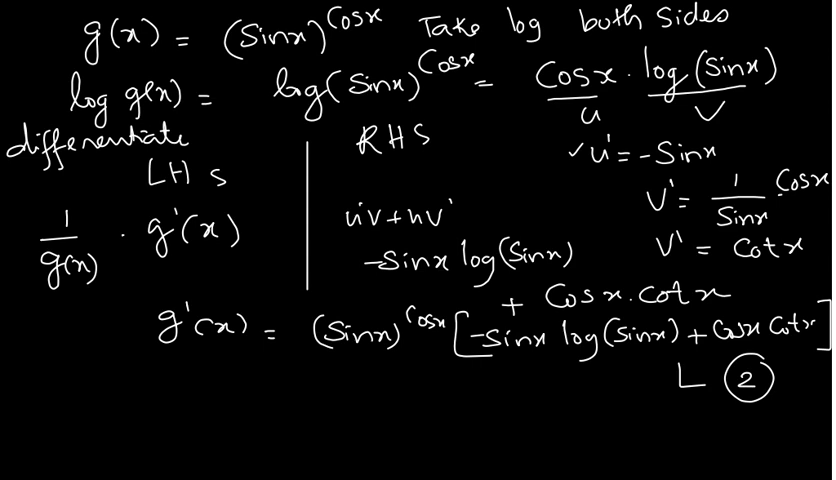 g(x) = (Sinx)^Cosx Take log both sides
log g(x) = log(Sinx)^Cosx = Cosx . log(Sinx)
u V
differentiate
LHS RHS
u' = -Sinx
V' = 1/Sinx Cosx
V' = Cotx
1/g(x) . g'(x)
u'v + uv'
-Sinx log(Sinx)
+ Cosx.Cotx
g'(x) = (Sinx)^Cosx [-Sinx log(Sinx) + Cosx Cotx]
L 2